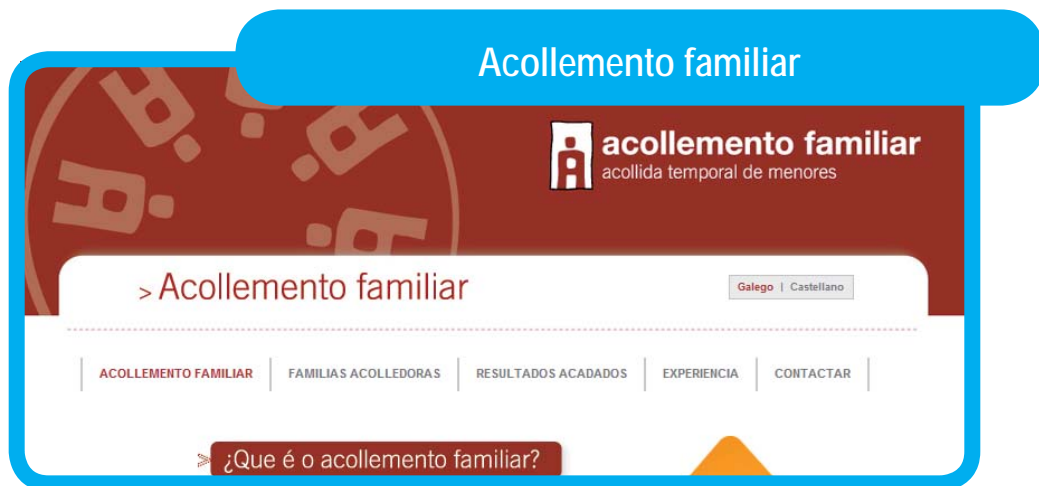 Acollemento familiar
acollemento familiar
acollida temporal de menores
> Acollemento familiar
Galego | Castellano
ACOLLEMENTO FAMILIAR
FAMILIAS ACOLLEDORAS
RESULTADOS ACADADOS
EXPERIENCIA
CONTACTAR
¿Que é o acollemento familiar?